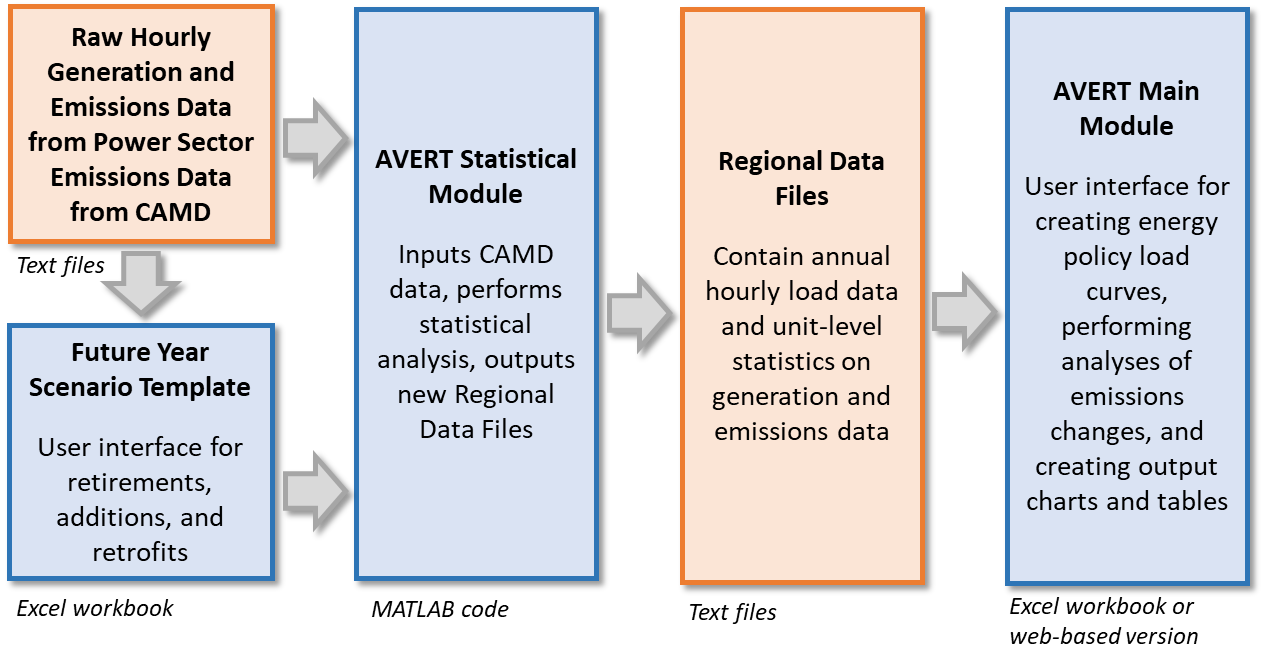 Raw Hourly
Generation and
Emissions Data
from Power Sector
Emissions Data
from CAMD
Text files
Future Year
Scenario Template
User interface for
retirements,
additions, and
retrofits
Excel workbook
AVERT Statistical
Module
Inputs CAMD
data, performs
statistical
analysis, outputs
new Regional
Data Files
MATLAB code
Regional Data
Files
Contain annual
hourly load data
and unit-level
statistics on
generation and
emissions data
Text files
AVERT Main
Module
User interface for
creating energy
policy load
curves,
performing
analyses of
emissions
changes, and
creating output
charts and tables
Excel workbook or
web-based version